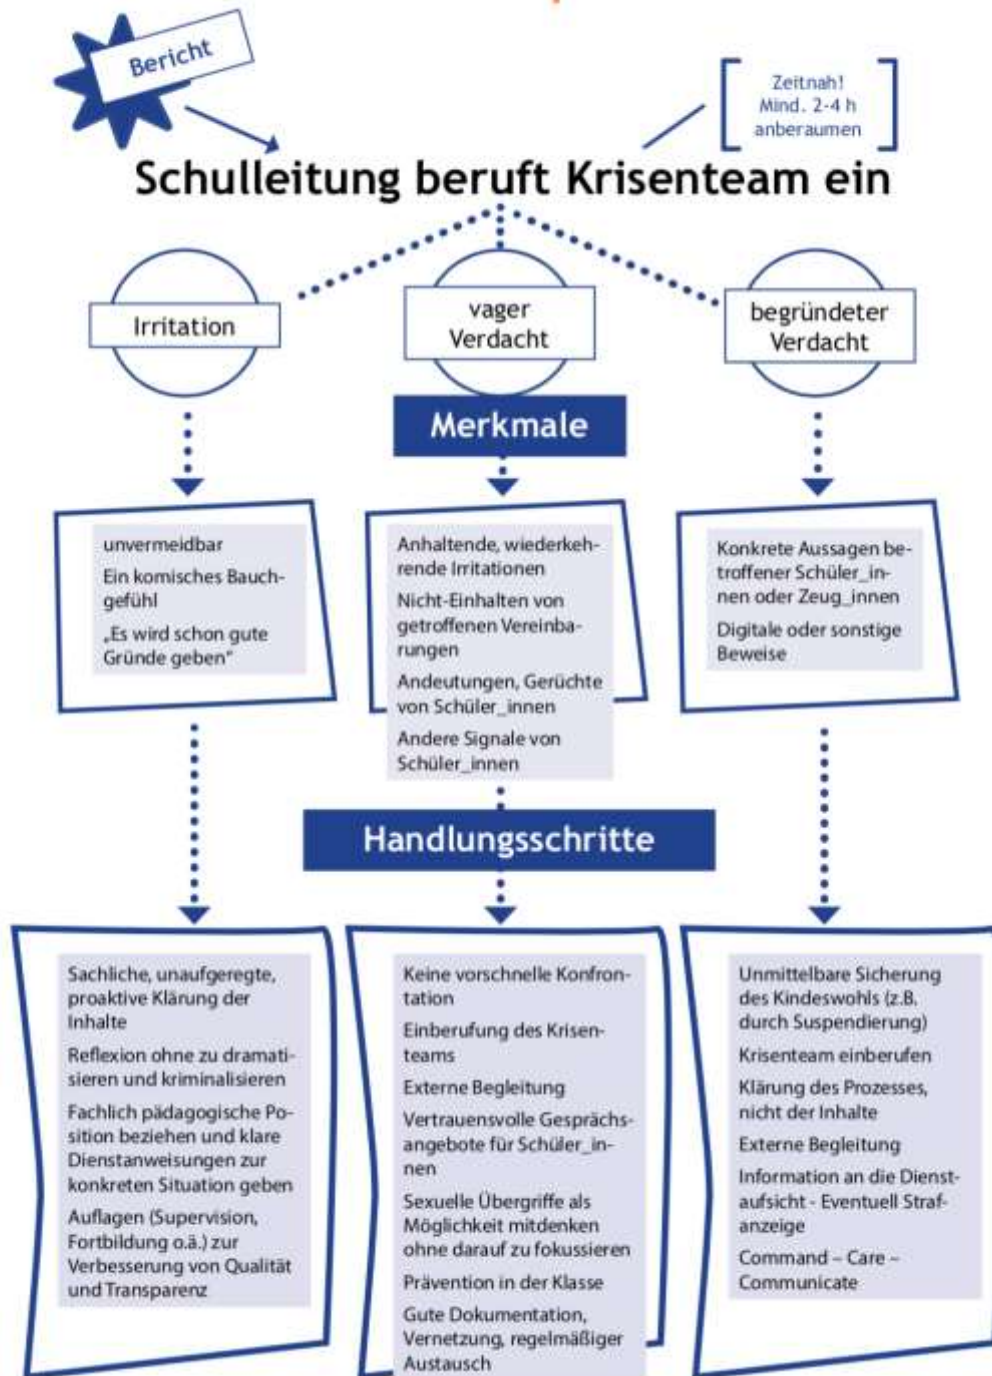 Bericht
Zeitnah!
Mind. 2-4 h
anberaumen
Schulleitung beruft Krisenteam ein
Irritation
vager
Verdacht
begründeter
Verdacht
Merkmale
unvermeidbar
Ein komisches Bauch-
gefühl
„Es wird schon gute
Gründe geben“
Anhaltende, wiederkeh-
rende Irritationen
Nicht-Einhalten von
getroffenen Vereinba-
rungen
Andeutungen, Gerüchte
von Schüler_innen
Andere Signale von
Schüler_innen
Konkrete Aussagen be-
troffener Schüler_in-
nen oder Zeug_innen
Digitale oder sonstige
Beweise
Handlungsschritte
Sachliche, unaufgeregte,
proaktive Klärung der
Inhalte
Reflexion ohne zu dramati-
sieren und kriminalisieren
Fachlich pädagogische Po-
sition beziehen und klare
Dienstanweisungen zur
konkreten Situation geben
Auflagen (Supervision,
Fortbildung o.ä.) zur
Verbesserung von Qualität
und Transparenz
Keine vorschnelle Konfron-
tation
Einberufung des Krisen-
teams
Externe Begleitung
Vertrauensvolle Gesprächs-
angebote für Schüler_in-
nen
Sexuelle Übergriffe als
Möglichkeit mitdenken
ohne darauf zu fokussieren
Prävention in der Klasse
Gute Dokumentation,
Vernetzung, regelmäßiger
Austausch
Unmittelbare Sicherung
des Kindeswohls (z.B.
durch Suspendierung)
Krisenteam einberufen
Klärung des Prozesses,
nicht der Inhalte
Externe Begleitung
Information an die Dienst-
aufsicht - Eventuell Straf-
anzeige
Command – Care –
Communicate